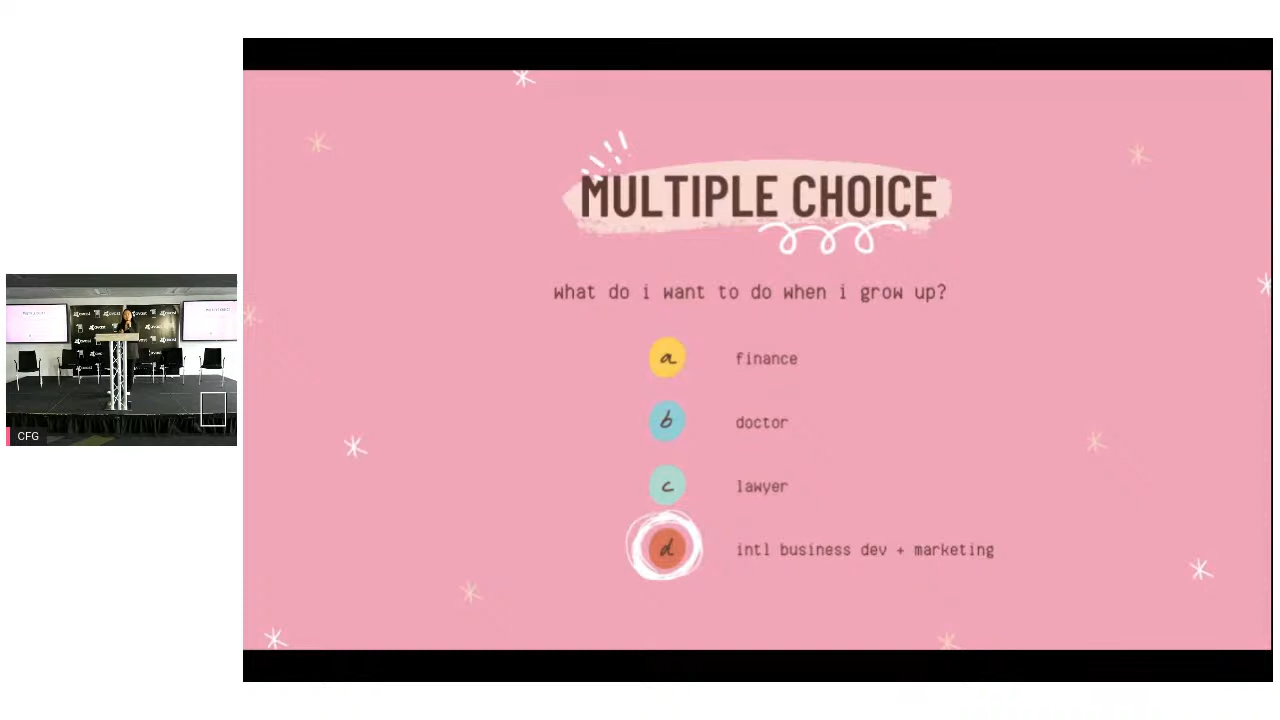 MULTIPLE CHOICE
what do i want to do when i grow up?
a finance
b doctor
c lawyer
d intl business dev + marketing
CFG